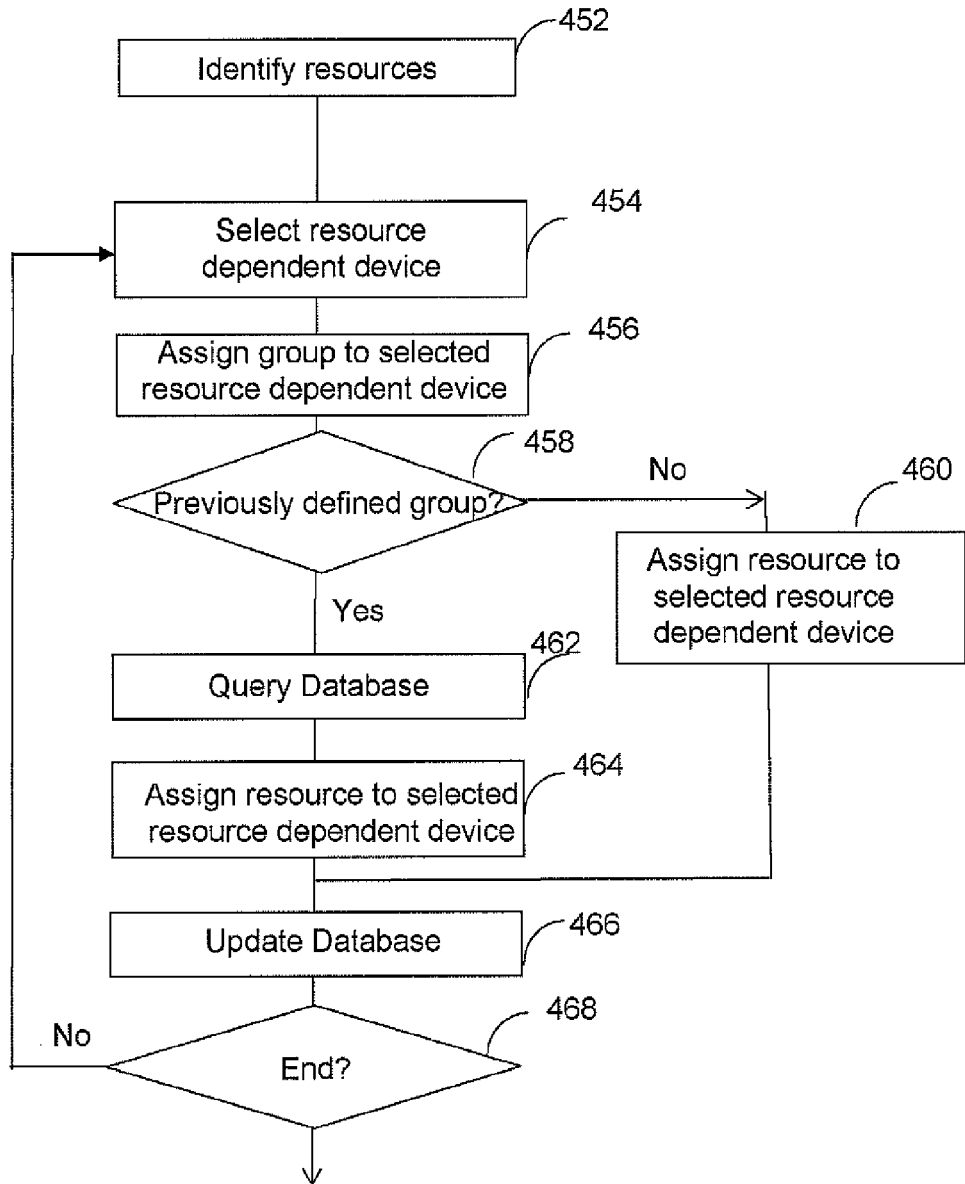 452
Identify resources
454
Select resource
dependent device
456
Assign group to selected
resource dependent device
458
Previously defined group?
No
460
Assign resource to
selected resource
dependent device
Yes
462
Query Database
464
Assign resource to selected
resource dependent device
466
Update Database
468
No
End?